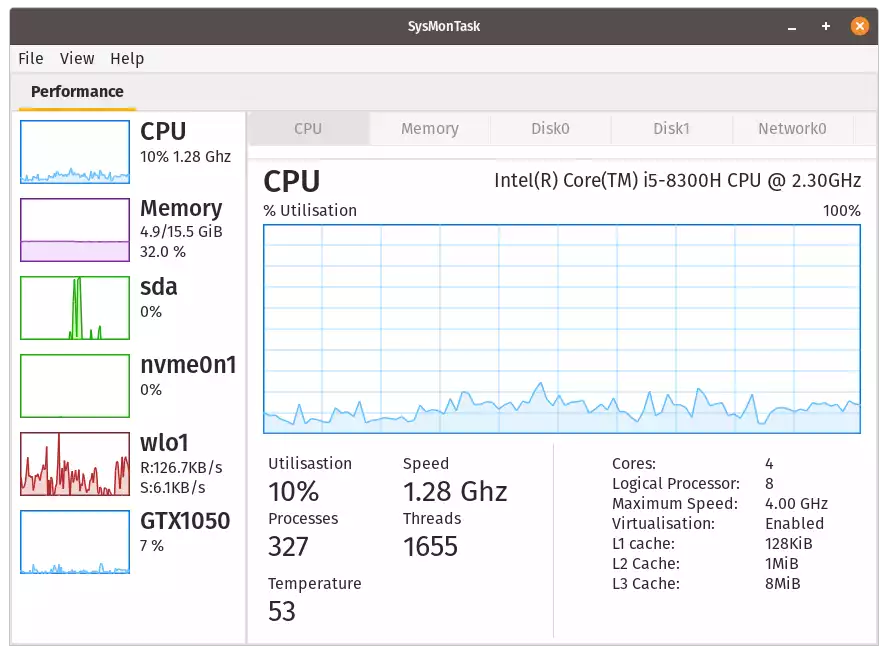 SysMonTask
File View Help
Performance
CPU
10% 1.28 Ghz
Memory
4.9/15.5 GiB
32.0 %
sda
0%
nvme0n1
0%
wlo1
R:126.7KB/s
S:6.1KB/s
GTX1050
7 %
CPU Memory Disk0 Disk1 Network0
CPU Intel(R) Core(TM) i5-8300H CPU @ 2.30GHz
% Utilisation 100%
Utilisastion Speed
10% 1.28 Ghz
Processes Threads
327 1655
Temperature
53
Cores: 4
Logical Processor: 8
Maximum Speed: 4.00 GHz
Virtualisation: Enabled
L1 cache: 128KiB
L2 Cache: 1MiB
L3 Cache: 8MiB